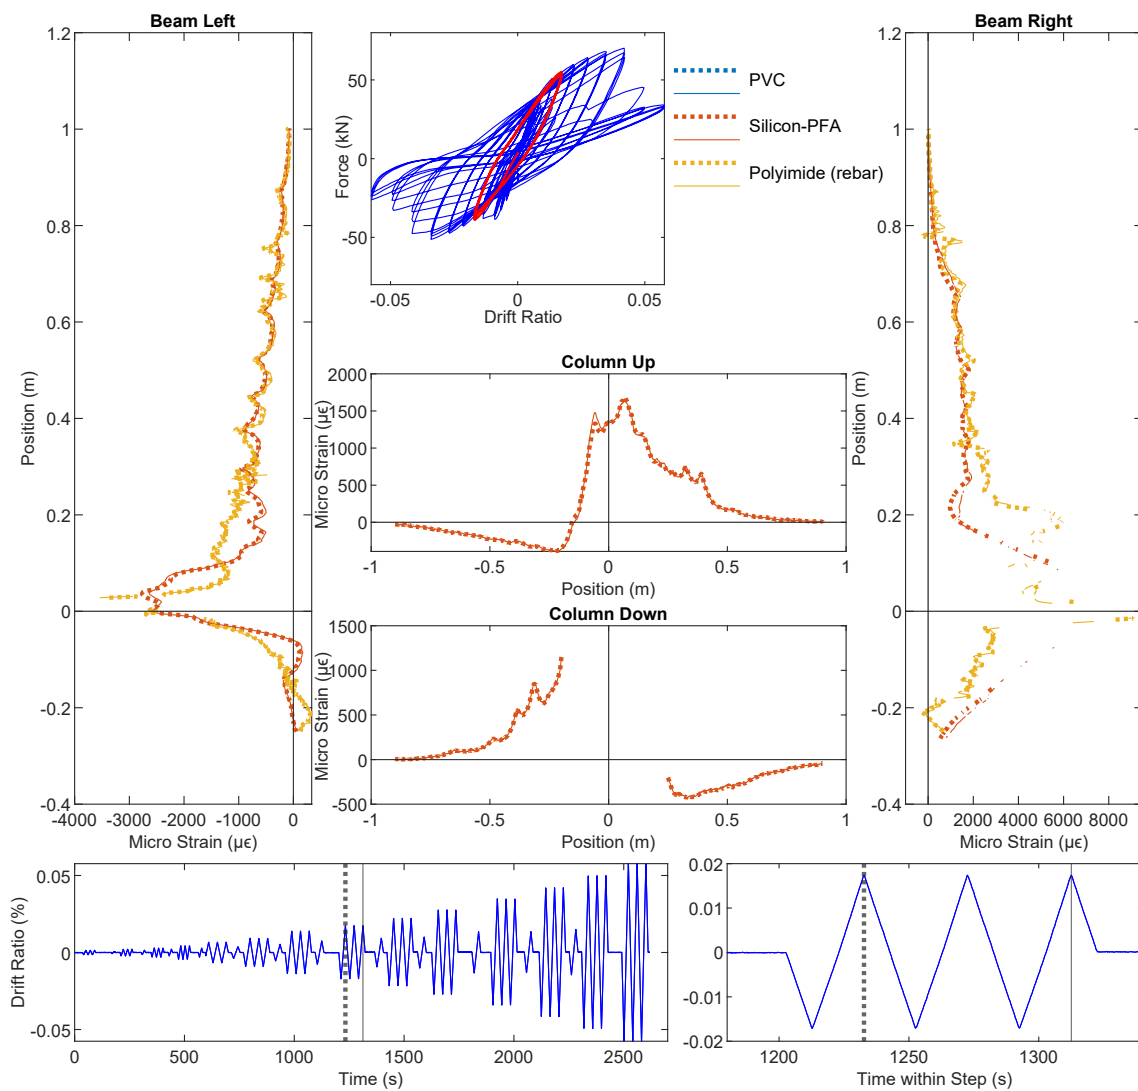 Beam Left
1.2
1
0.8
0.6
0.4
0.2
0
-0.2
-0.4
Position (m)
-4000 -3000 -2000 -1000 0
Micro Strain (µϵ)
50
0
-50
Force (kN)
-0.05 0 0.05
Drift Ratio
PVC
Silicon-PFA
Polyimide (rebar)
Beam Right
1.2
1
0.8
0.6
0.4
0.2
0
-0.2
-0.4
Position (m)
0 2000 4000 6000 8000
Micro Strain (µϵ)
Column Up
2000
1500
1000
500
0
-500
Micro Strain (µϵ)
-1 -0.5 0 0.5 1
Position (m)
Column Down
1500
1000
500
0
-500
Micro Strain (µϵ)
-1 -0.5 0 0.5 1
Position (m)
0.05
0
-0.05
Drift Ratio (%)
0 500 1000 1500 2000 2500
Time (s)
0.02
0.01
0
-0.01
-0.02
1200 1250 1300
Time within Step (s)